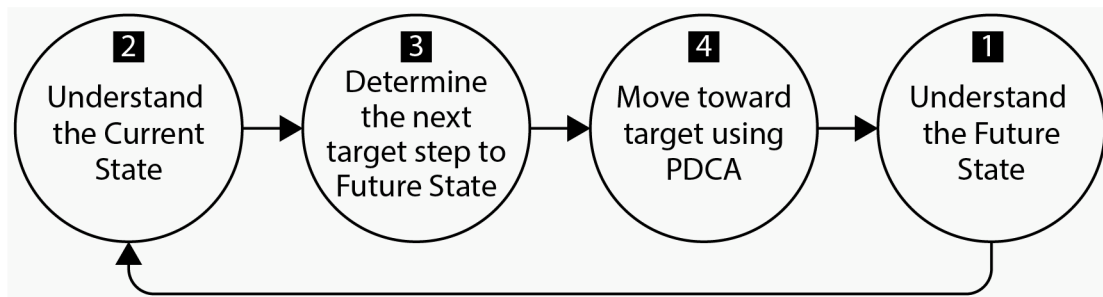 2
Understand
the Current
State
3
Determine
the next
target step to
Future State
4
Move toward
target using
PDCA
1
Understand
the Future
State